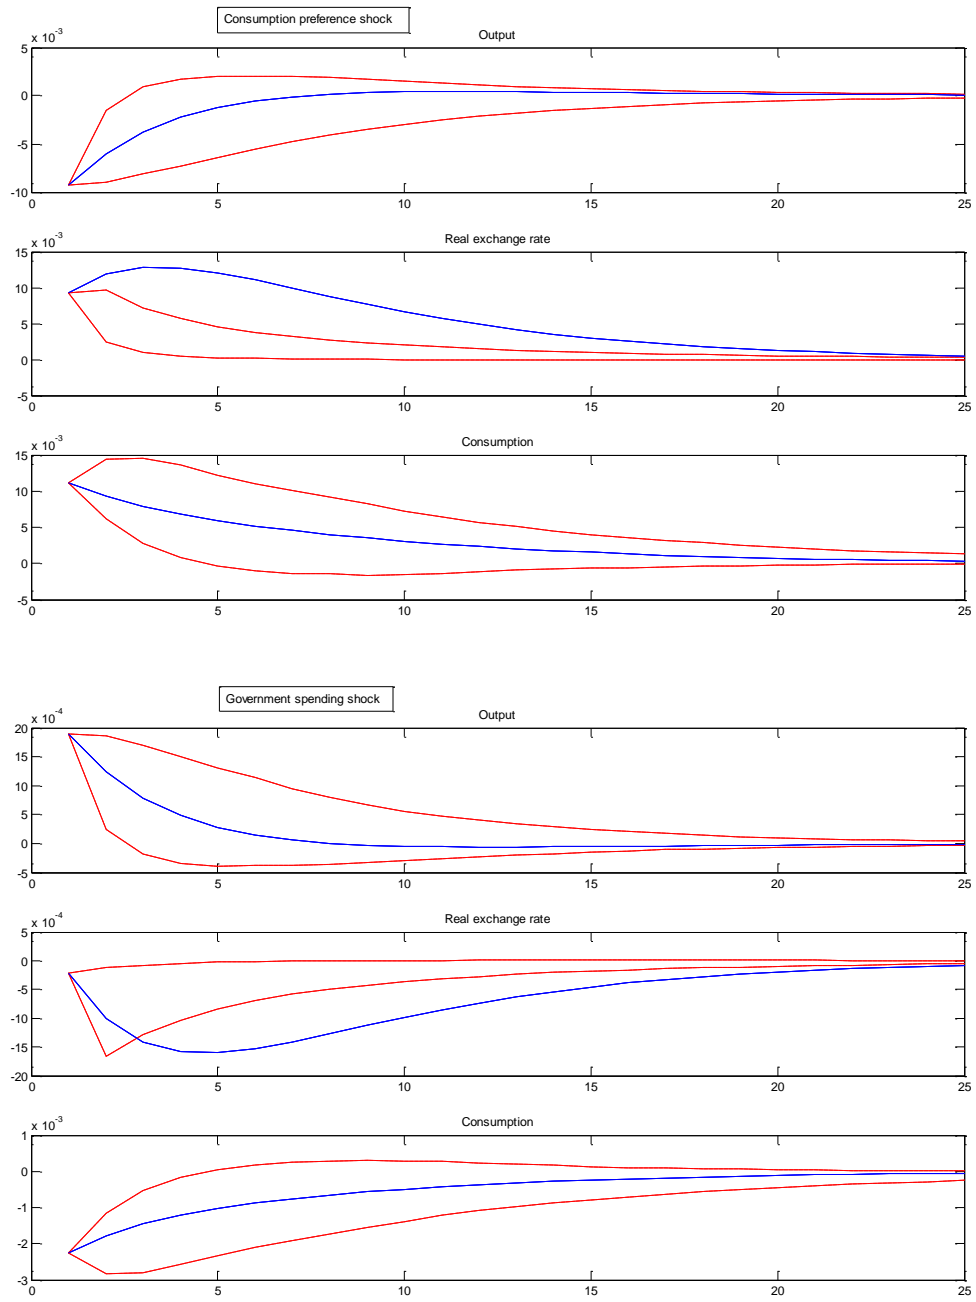 Consumption preference shock
x 10^-3
Output
5
0
-5
-10
0 5 10 15 20 25
x 10^-3
Real exchange rate
15
10
5
0
-5
0 5 10 15 20 25
x 10^-3
Consumption
15
10
5
0
-5
0 5 10 15 20 25
Government spending shock
x 10^-4
Output
20
15
10
5
0
-5
0 5 10 15 20 25
x 10^-4
Real exchange rate
5
0
-5
-10
-15
-20
0 5 10 15 20 25
x 10^-3
Consumption
1
0
-1
-2
-3
0 5 10 15 20 25